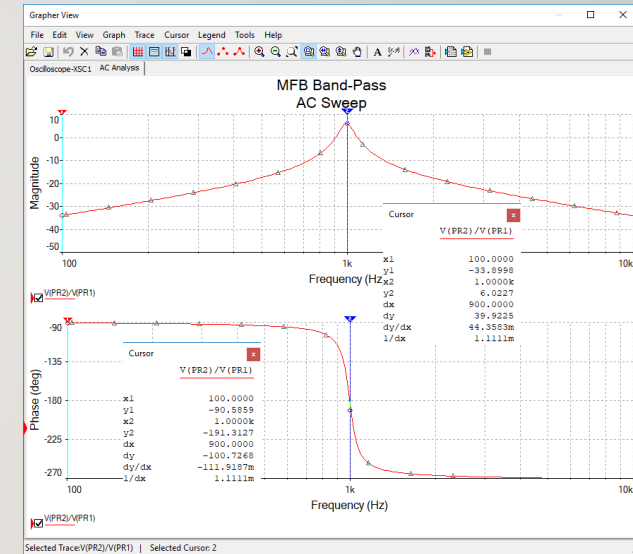 Grapher View
File Edit View Graph Trace Cursor Legend Tools Help
Oscilloscope-XSC1 AC Analysis
MFB Band-Pass
AC Sweep
Magnitude
10
0
-10
-20
-30
-40
-50
100
1k
10k
Frequency (Hz
V(PR2)/V(PR1)
Cursor
V(PR2)/V(PR1)
x1 100.0000
y1 -33.8998
x2 1.0000k
y2 6.0227
dx 900.0000
dy 39.9225
dy/dx 44.3583m
1/dx 1.1111m
Phase (deg)
-90
-135
-180
-225
-270
100
1k
10k
Frequency (Hz)
Cursor
V(PR2)/V(PR1)
x1 100.0000
y1 -90.5859
x2 1.0000k
y2 -191.3127
dx 900.0000
dy -100.7268
dy/dx -111.9187m
1/dx 1.1111m
V(PR2)/V(PR1)
Selected Trace:V(PR2)/V(PR1) | Selected Cursor: 2